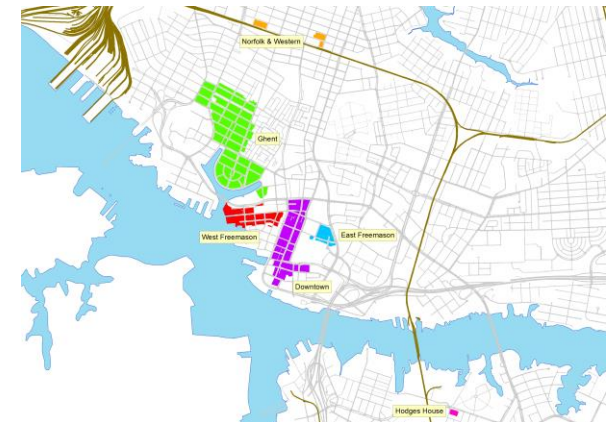 Norfolk & Western
Ghent
West Freemason
East Freemason
Downtown
Hodges House